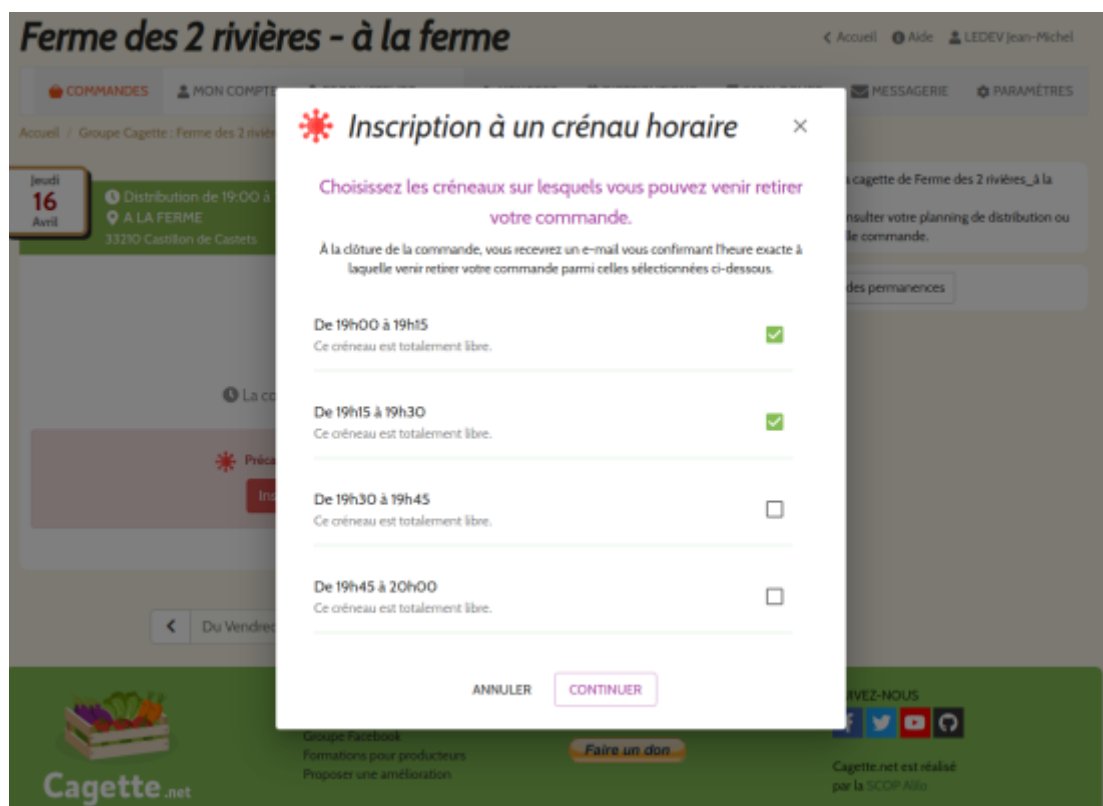 Ferme des 2 rivières - à la ferme
Accueil Aide LEDEV Jean-Michel
COMMANDES MON COMPTE MESSAGERIE PARAMÈTRES
Accueil / Groupe Cagette : Ferme des 2
Inscription à un crénau horaire ×
Choisissez les créneaux sur lesquels vous pouvez venir retirer
votre commande.
À la clôture de la commande, vous recevrez un e-mail vous confirmant l'heure exacte à
laquelle venir retirer votre commande parmi celles sélectionnées ci-dessous.
De 19h00 à 19h15
Ce créneau est totalement libre.
De 19h15 à 19h30
Ce créneau est totalement libre.
De 19h30 à 19h45
Ce créneau est totalement libre.
De 19h45 à 20h00
Ce créneau est totalement libre.
ANNULER CONTINUER
Jeudi
16
Avril
Distribution de 19:00 à
A LA FERME
33210 Castillon de Castets
La
cagette de Ferme des 2 rivières_à la
votre planning de distribution ou
commande.
des permanences
Du
Groupe Facebook
Formations pour producteurs
Proposer une amélioration
Faire un don
Cagette.net est réalisé
par la SCOP Alilo
Cagette.net